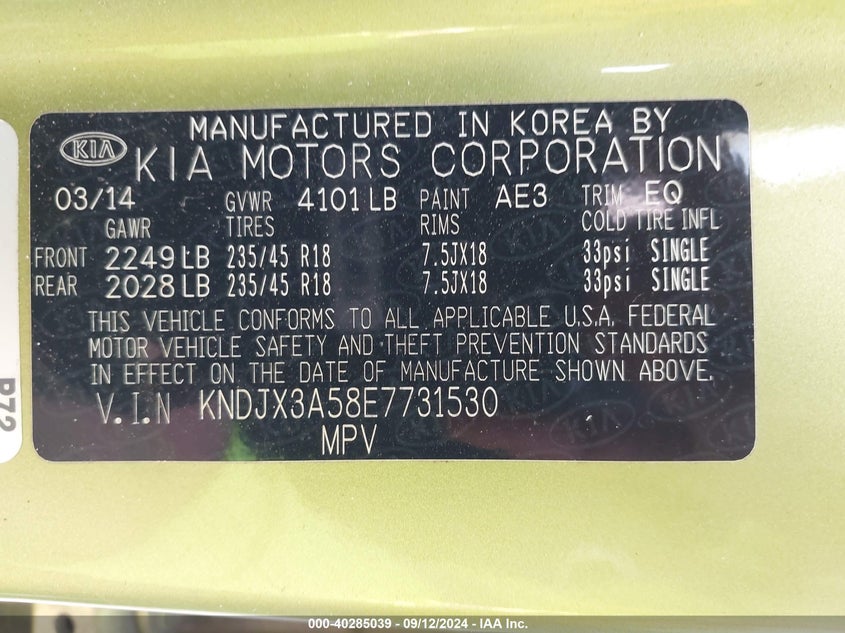 MANUFACTURED IN KOREA BY
KIA KIA MOTORS CORPORATION
03/14 GVWR 4101 LB PAINT AE3 TRIM EQ
GAWR TIRES RIMS COLD TIRE INFL
FRONT 2249 LB 235/45 R18 7.5JX18 33psi SINGLE
REAR 2028 LB 235/45 R18 7.5JX18 33psi SINGLE
THIS VEHICLE CONFORMS TO ALL APPLICABLE U.S.A. FEDERAL
MOTOR VEHICLE SAFETY AND THEFT PREVENTION STANDARDS
IN EFFECT ON THE DATE OF MANUFACTURE SHOWN ABOVE.
V.I.N KNDJX3A58E7731530
MPV
P72
000-40285039 - 09/12/2024 - IAA Inc.